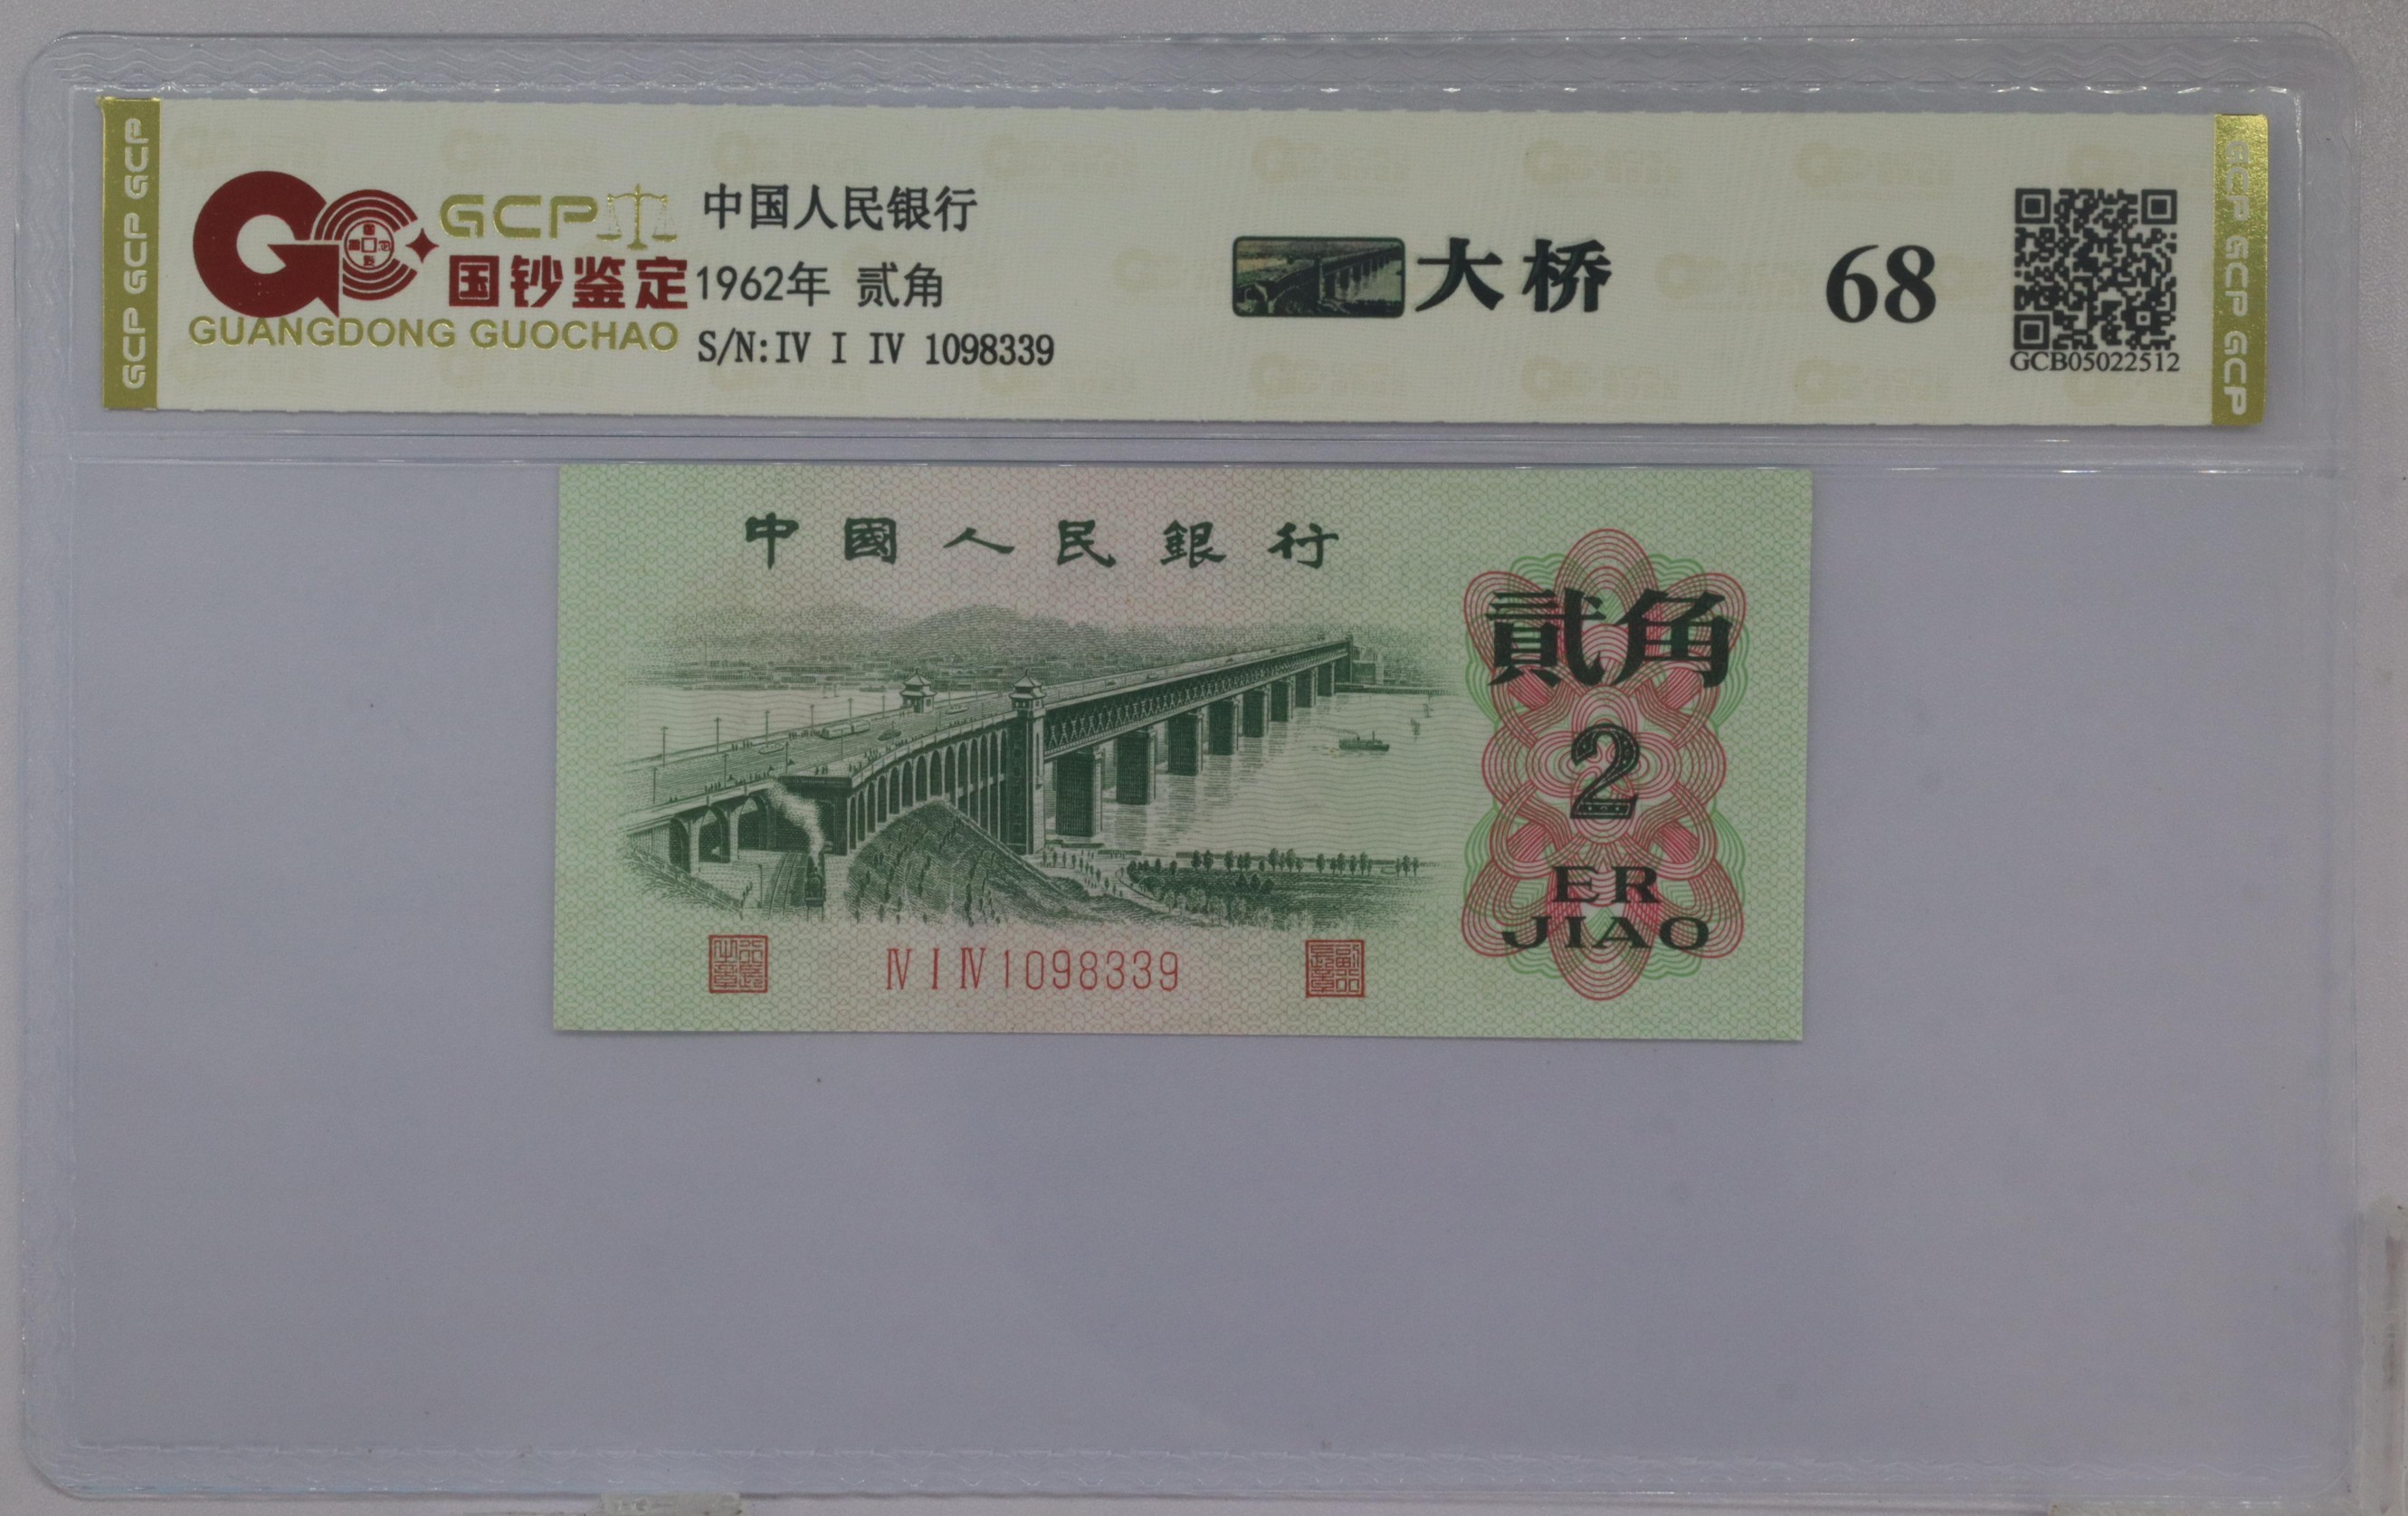 GCP GCP GCP
GCP
国钞鉴定
GUANGDONG GUOCHAO
中国人民银行
1962年 贰角
S/N:IV I IV 1098339
大桥
68
GCB05022512
GCP GCP GCP
中國人民銀行
貳角
2
ER
JIAO
Ⅳ Ⅰ Ⅳ 1098339